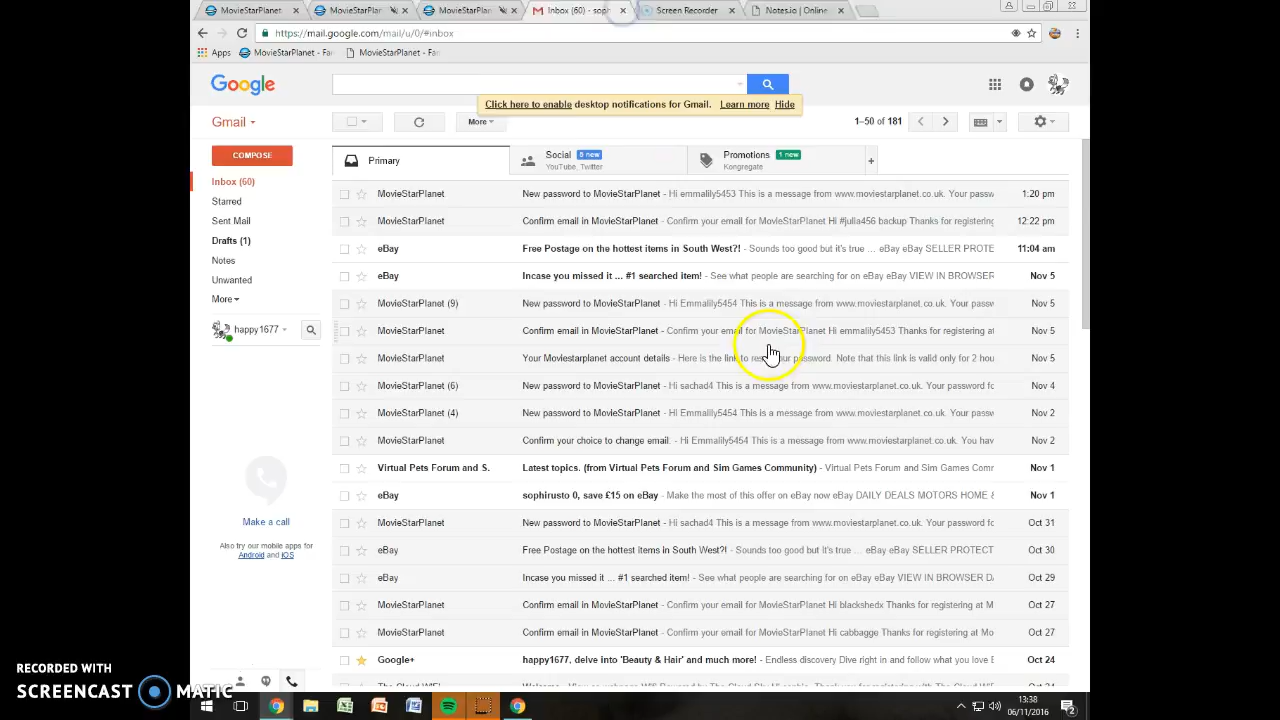 MovieStarPlanet
MovieStarPlan
MovieStarPlan
Inbox (60) - soph
Screen Recorder
Notes.io | Online
https://mail.google.com/mail/u/0/#inbox
Apps MovieStarPlanet - Fa MovieStarPlanet - Fan
Google
Click here to enable desktop notifications for Gmail. Learn more Hide
Gmail
More
1–50 of 181
COMPOSE
Primary
Social 5 new
YouTube, Twitter
Promotions 1 new
Kongregate
+
Inbox (60)
Starred
Sent Mail
Drafts (1)
Notes
Unwanted
More
happy1677
Make a call
Also try our mobile apps for
Android and iOS
MovieStarPlanet New password to MovieStarPlanet - Hi emmalily5453 This is a message from www.moviestarplanet.co.uk. Your passw 1:20 pm
MovieStarPlanet Confirm email in MovieStarPlanet - Confirm your email for MovieStarPlanet Hi #julia456 backup Thanks for registering 12:22 pm
eBay Free Postage on the hottest items in South West?! - Sounds too good but it's true ... eBay eBay SELLER PROTE 11:04 am
eBay Incase you missed it ... #1 searched item! - See what people are searching for on eBay eBay VIEW IN BROWSER Nov 5
MovieStarPlanet (9) New password to MovieStarPlanet - Hi Emmalily5454 This is a message from www.moviestarplanet.co.uk. Your passw Nov 5
MovieStarPlanet Confirm email in MovieStarPlanet - Confirm your email for MovieStarPlanet Hi emmalily5453 Thanks for registering at Nov 5
MovieStarPlanet Your Moviestarplanet account details - Here is the link to password. Note that this link is valid only for 2 hou Nov 5
MovieStarPlanet (6) New password to MovieStarPlanet - Hi sachad4 This is a message from www.moviestarplanet.co.uk. Your password fo Nov 4
MovieStarPlanet (4) New password to MovieStarPlanet - Hi Emmalily5454 This is a message from www.moviestarplanet.co.uk. Your passw Nov 2
MovieStarPlanet Confirm your choice to change email. - Hi Emmalily5454 This is a message from www.moviestarplanet.co.uk. You hav Nov 2
Virtual Pets Forum and S. Latest topics. (from Virtual Pets Forum and Sim Games Community) - Virtual Pets Forum and Sim Games Comm Nov 1
eBay sophirusto 0, save £15 on eBay - Make the most of this offer on eBay now eBay DAILY DEALS MOTORS HOME & Nov 1
MovieStarPlanet New password to MovieStarPlanet - Hi sachad4 This is a message from www.moviestarplanet.co.uk. Your password fo Oct 31
eBay Free Postage on the hottest items in South West?! - Sounds too good but it's true ... eBay eBay SELLER PROTECT Oct 30
eBay Incase you missed it ... #1 searched item! - See what people are searching for on eBay eBay VIEW IN BROWSER D Oct 29
MovieStarPlanet Confirm email in MovieStarPlanet - Confirm your email for MovieStarPlanet Hi blackshedx Thanks for registering at M Oct 27
MovieStarPlanet Confirm email in MovieStarPlanet - Confirm your email for MovieStarPlanet Hi cabbagge Thanks for registering at M Oct 27
Google+ happy1677, delve into 'Beauty & Hair' and much more! - Endless discovery Dive right in and follow what you love E Oct 24
RECORDED WITH
SCREENCAST MATIC
13:38
06/11/2016
2